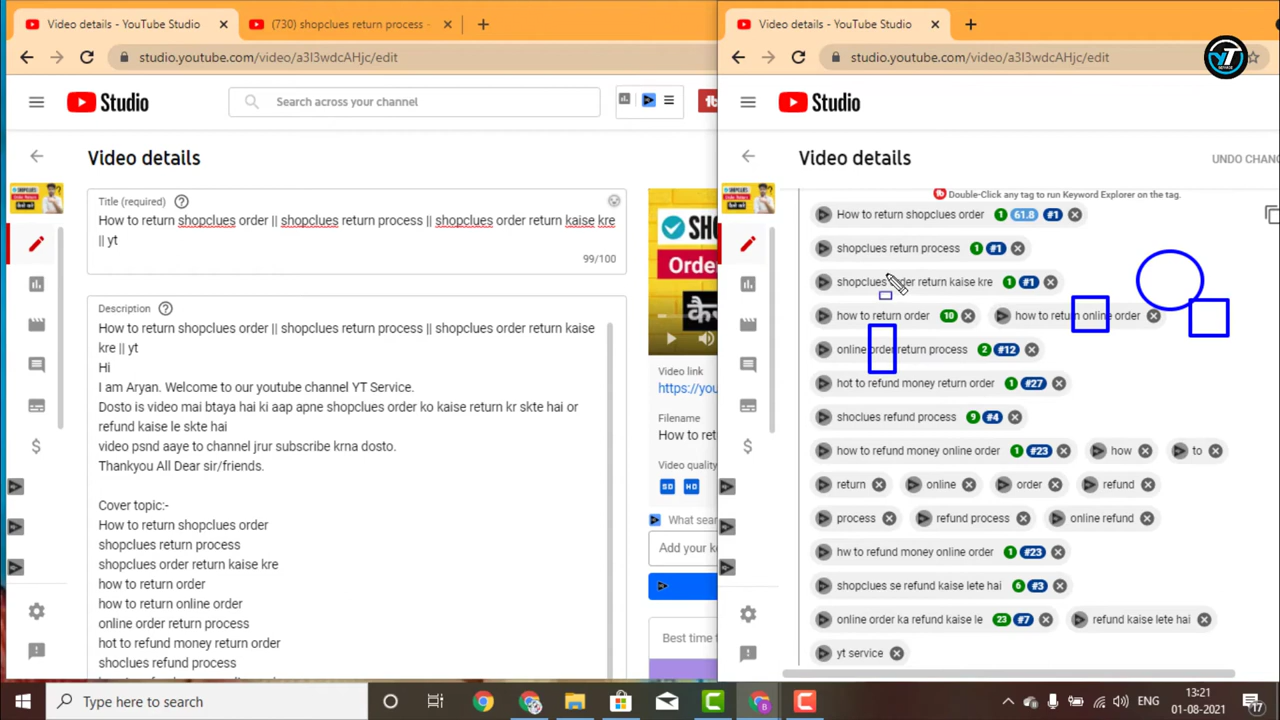 Video details - YouTube Studio
(730) shopclues return process -
studio.youtube.com/video/a3I3wdcAHjc/edit
Studio
Search across your channel
Video details
Title (required)
How to return shopclues order || shopclues return process || shopclues order return kaise kre
|| yt
99/100
Description
How to return shopclues order || shopclues return process || shopclues order return kaise
kre || yt
Hi
I am Aryan. Welcome to our youtube channel YT Service.
Dosto is video mai btaya hai ki aap apne shopclues order ko kaise return kr skte hai or
refund kaise le skte hai
video psnd aaye to channel jrur subscribe krna dosto.
Thankyou All Dear sir/friends.
Cover topic:-
How to return shopclues order
shopclues return process
shopclues order return kaise kre
how to return order
how to return online order
online order return process
hot to refund money return order
shoclues refund process
SHO
Order
कै
Video link
https://you
Filename
How to ret
Video quality
SD HD
What sear
Add your k
Best time
Video details - YouTube Studio
studio.youtube.com/video/a3I3wdcAHjc/edit
YT
Studio
Video details
UNDO CHANG
tb Double-Click any tag to run Keyword Explorer on the tag.
How to return shopclues order 1 61.8 #1
shopclues return process 1 #1
shopclues order return kaise kre 1 #1
how to return order 10 how to return online order
online order return process 2 #12
hot to refund money return order 1 #27
shoclues refund process 9 #4
how to refund money online order 1 #23 how to
return online order refund
process refund process online refund
hw to refund money online order 1 #23
shopclues se refund kaise lete hai 6 #3
online order ka refund kaise le 23 #7 refund kaise lete hai
yt service
Type here to search
ENG
13:21
01-08-2021
17